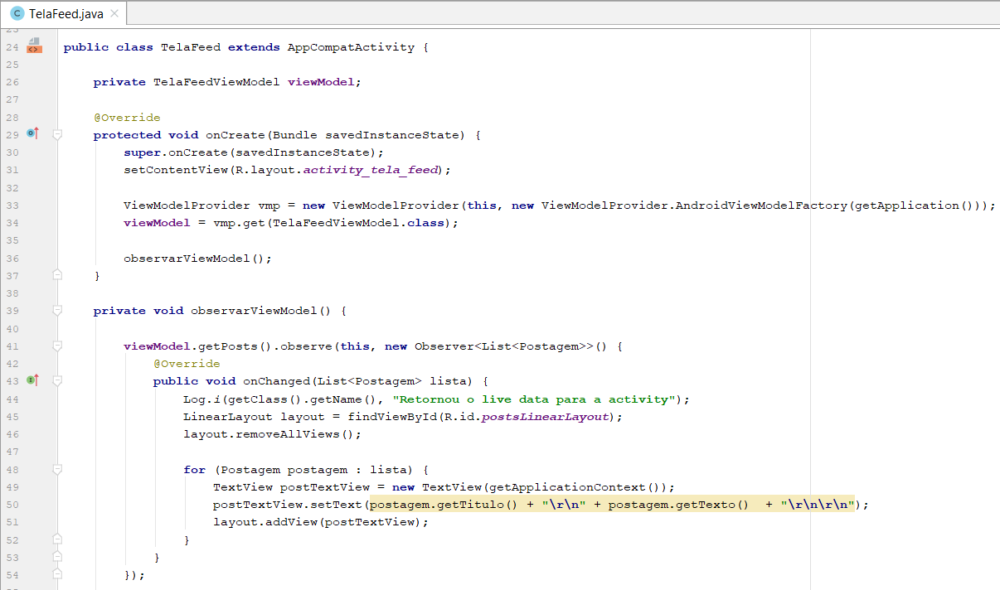 TelaFeed.java
23
24 public class TelaFeed extends AppCompatActivity {
25
26     private TelaFeedViewModel viewModel;
27
28     @Override
29     protected void onCreate(Bundle savedInstanceState) {
30         super.onCreate(savedInstanceState);
31         setContentView(R.layout.activity_tela_feed);
32
33         ViewModelProvider vmp = new ViewModelProvider(this, new ViewModelProvider.AndroidViewModelFactory(getApplication()));
34         viewModel = vmp.get(TelaFeedViewModel.class);
35
36         observarViewModel();
37     }
38
39     private void observarViewModel() {
40
41         viewModel.getPosts().observe(this, new Observer<List<Postagem>>() {
42             @Override
43             public void onChanged(List<Postagem> lista) {
44                 Log.i(getClass().getName(), "Retornou o live data para a activity");
45                 LinearLayout layout = findViewById(R.id.postsLinearLayout);
46                 layout.removeAllViews();
47
48                 for (Postagem postagem : lista) {
49                     TextView postTextView = new TextView(getApplicationContext());
50                     postTextView.setText(postagem.getTitulo() + "\r\n" + postagem.getTexto()  + "\r\n\r\n");
51                     layout.addView(postTextView);
52                 }
53             }
54         });